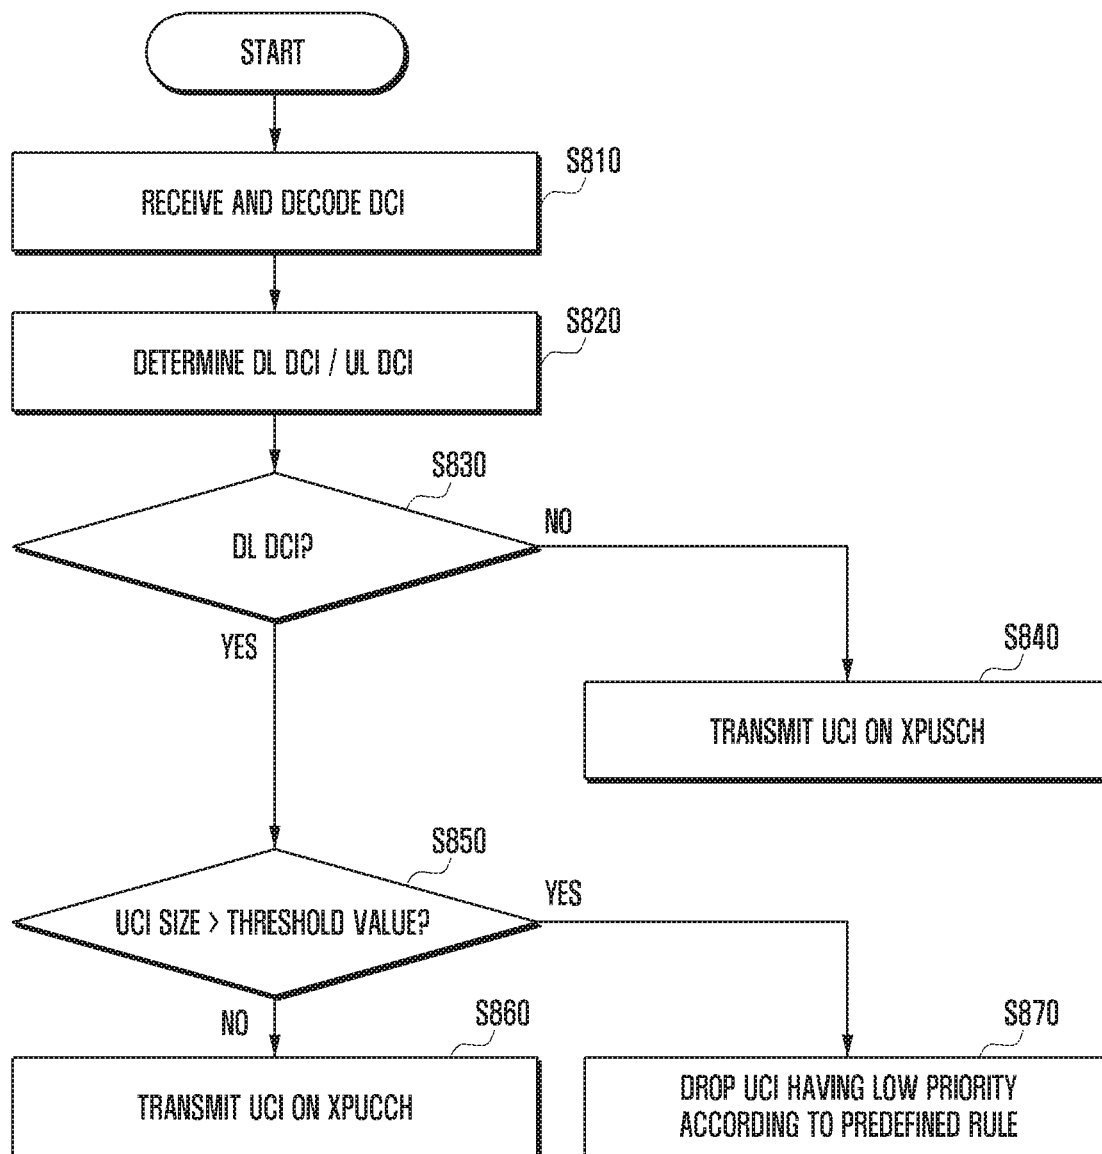 START
S810
RECEIVE AND DECODE DCI
S820
DETERMINE DL DCI / UL DCI
S830
DL DCI?
NO
YES
S840
TRANSMIT UCI ON XPUSCH
S850
UCI SIZE > THRESHOLD VALUE?
YES
NO
S860
TRANSMIT UCI ON XPUCCH
S870
DROP UCI HAVING LOW PRIORITY
ACCORDING TO PREDEFINED RULE